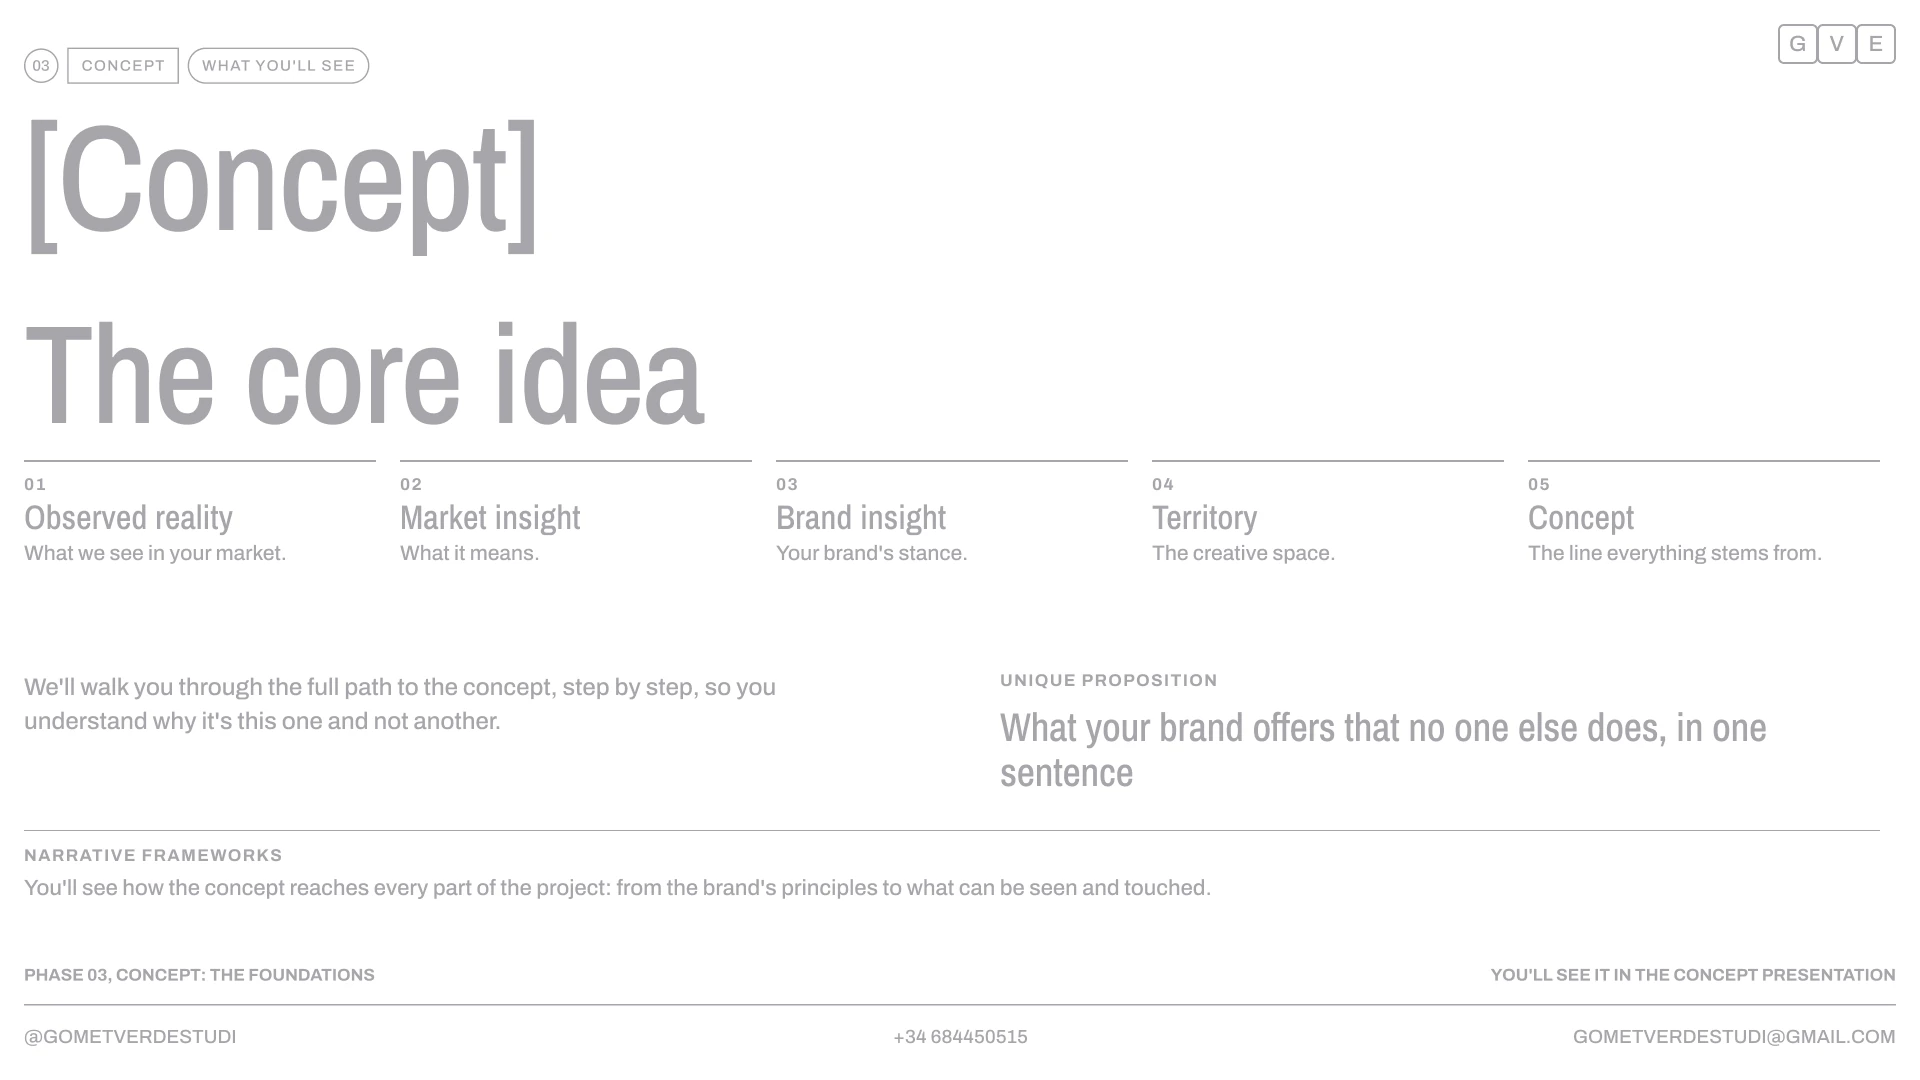 03 CONCEPT WHAT YOU'LL SEE
G V E
[Concept]
The core idea
01
Observed reality
What we see in your market.
02
Market insight
What it means.
03
Brand insight
Your brand's stance.
04
Territory
The creative space.
05
Concept
The line everything stems from.
We'll walk you through the full path to the concept, step by step, so you
understand why it's this one and not another.
UNIQUE PROPOSITION
What your brand offers that no one else does, in one
sentence
NARRATIVE FRAMEWORKS
You'll see how the concept reaches every part of the project: from the brand's principles to what can be seen and touched.
PHASE 03, CONCEPT: THE FOUNDATIONS
YOU'LL SEE IT IN THE CONCEPT PRESENTATION
@GOMETVERDESTUDI
+34 684450515
GOMETVERDESTUDI@GMAIL.COM